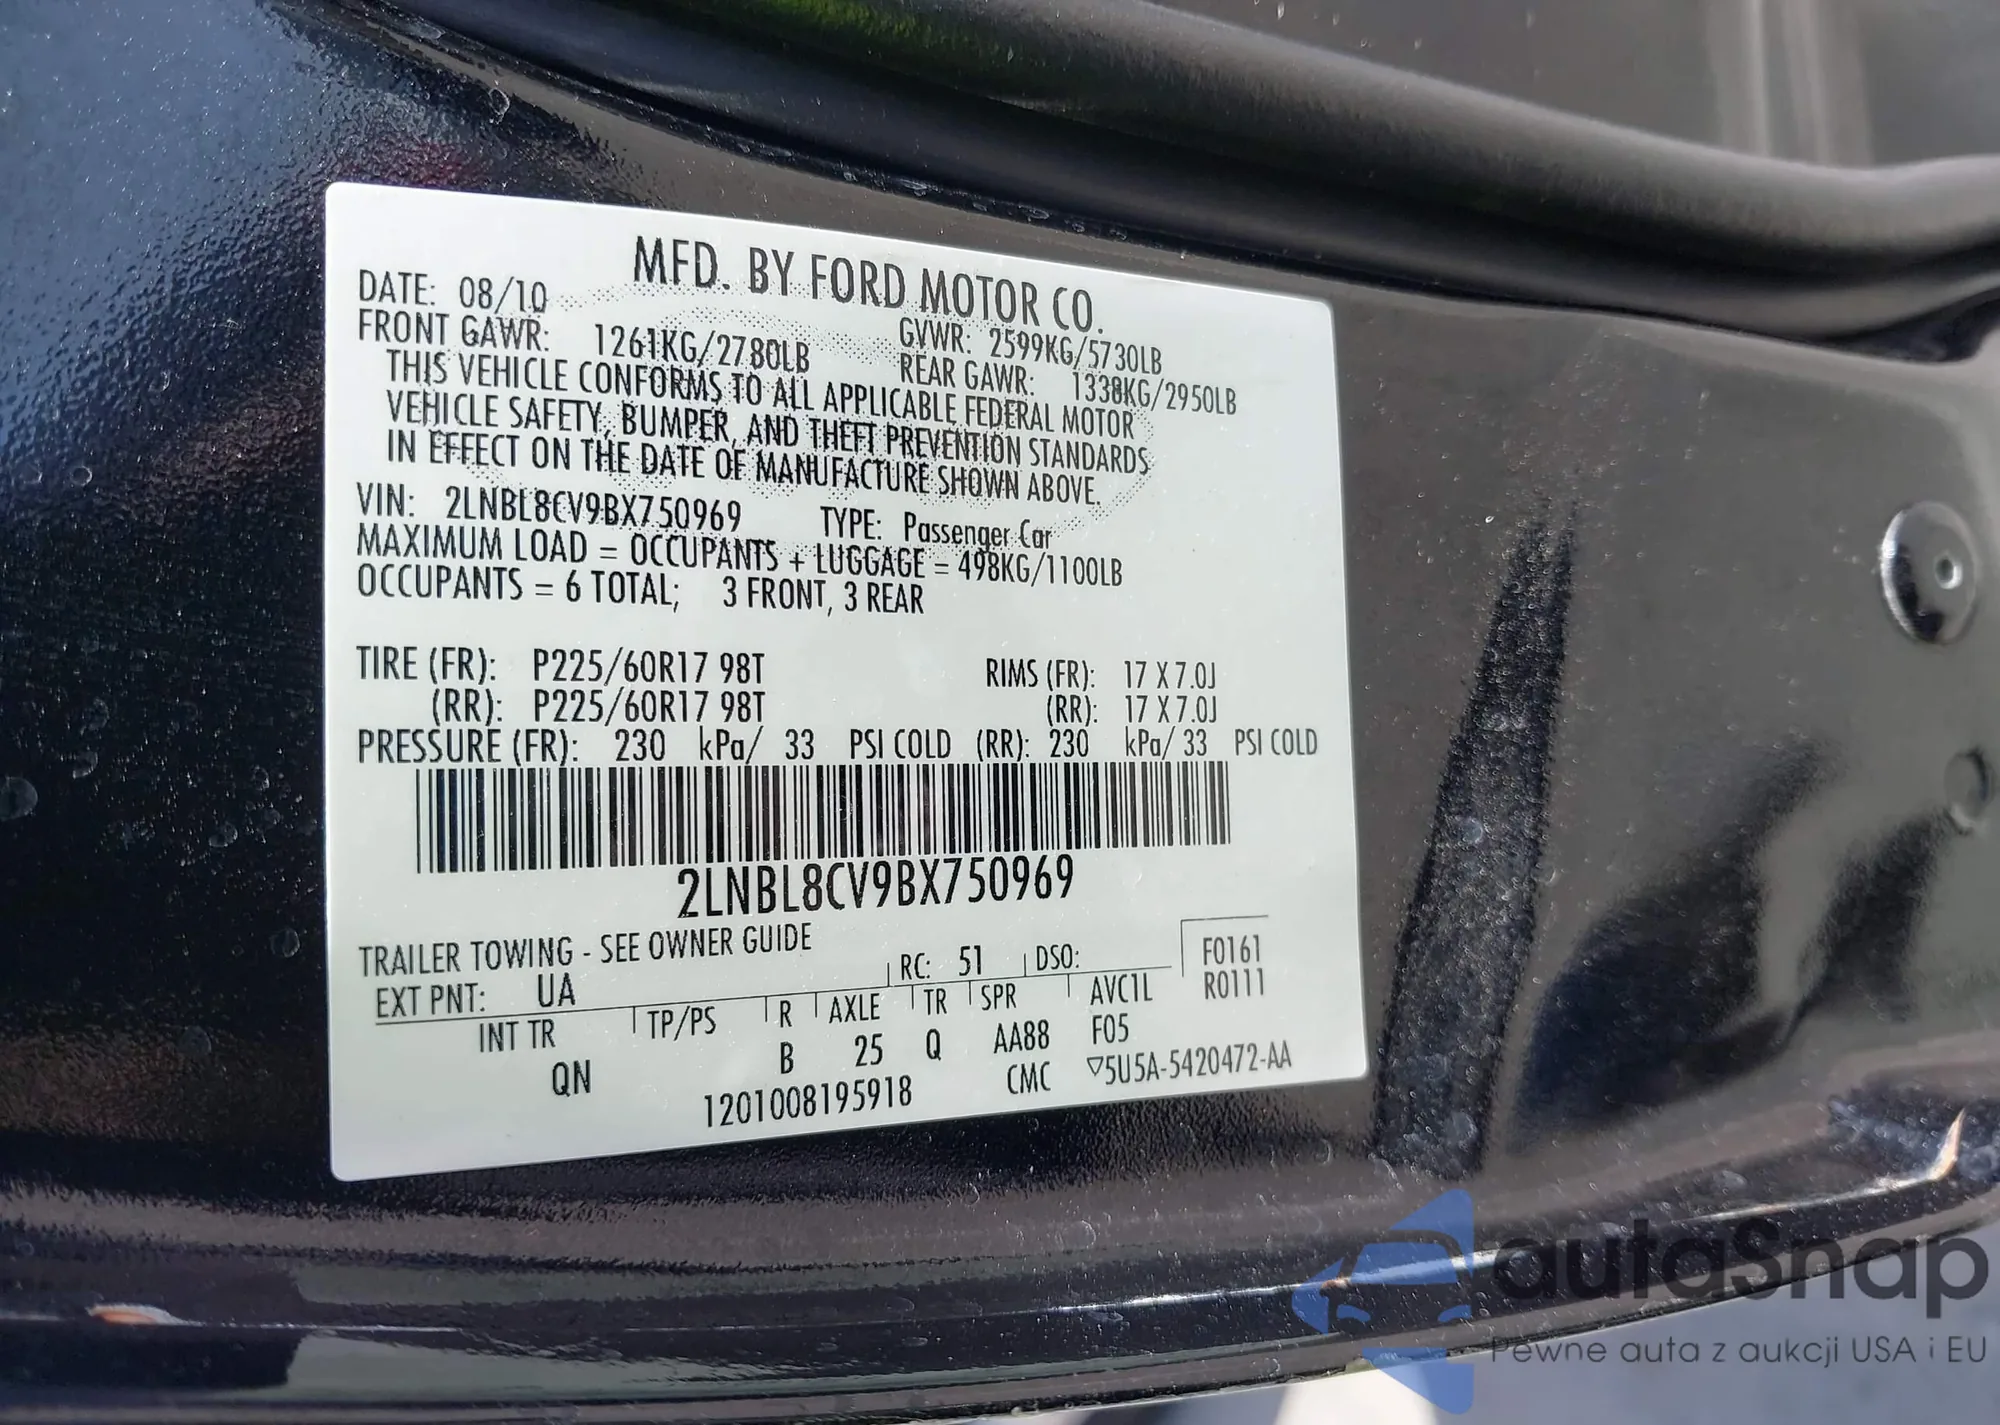 MFD. BY FORD MOTOR CO.
DATE: 08/10 GVWR: 2599KG/5730LB
FRONT GAWR: 1261KG/2780LB REAR GAWR: 1338KG/2950LB
THIS VEHICLE CONFORMS TO ALL APPLICABLE FEDERAL MOTOR
VEHICLE SAFETY, BUMPER, AND THEFT PREVENTION STANDARDS
IN EFFECT ON THE DATE OF MANUFACTURE SHOWN ABOVE.
VIN: 2LNBL8CV9BX750969 TYPE: Passenger Car
MAXIMUM LOAD = OCCUPANTS + LUGGAGE = 498KG/1100LB
OCCUPANTS = 6 TOTAL; 3 FRONT, 3 REAR
TIRE (FR): P225/60R17 98T RIMS (FR): 17 X 7.0J
(RR): P225/60R17 98T (RR): 17 X 7.0J
PRESSURE (FR): 230 kPa/ 33 PSI COLD (RR): 230 kPa/ 33 PSI COLD
2LNBL8CV9BX750969
TRAILER TOWING - SEE OWNER GUIDE
EXT PNT: UA RC: 51 DSO: F0161
R0111
INT TR TP/PS R AXLE TR SPR AVC1L
QN B 25 Q AA88 F05
1201008195918 CMC ▽5U5A-5420472-AA
autaSnap
Pewne auta z aukcji USA i EU